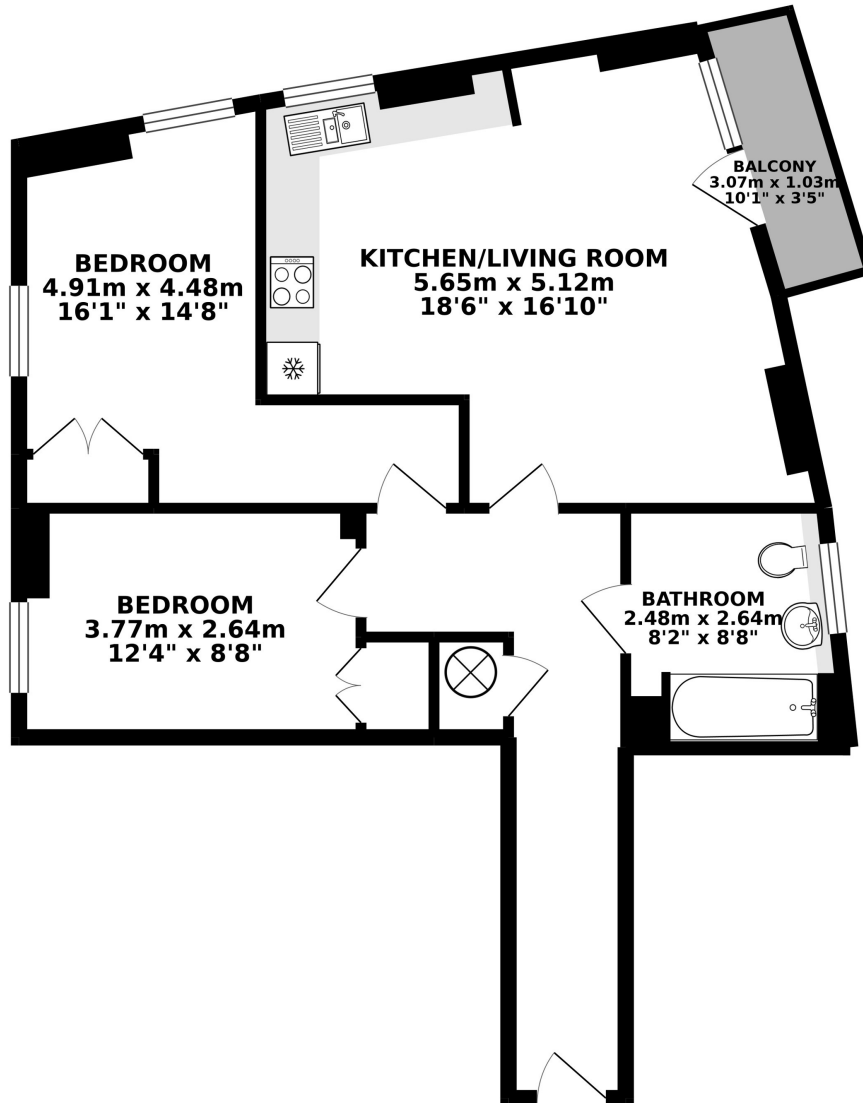 BALCONY
3.07m x 1.03m
10'1" x 3'5"
BEDROOM
4.91m x 4.48m
16'1" x 14'8"
KITCHEN/LIVING ROOM
5.65m x 5.12m
18'6" x 16'10"
BEDROOM
3.77m x 2.64m
12'4" x 8'8"
BATHROOM
2.48m x 2.64m
8'2" x 8'8"